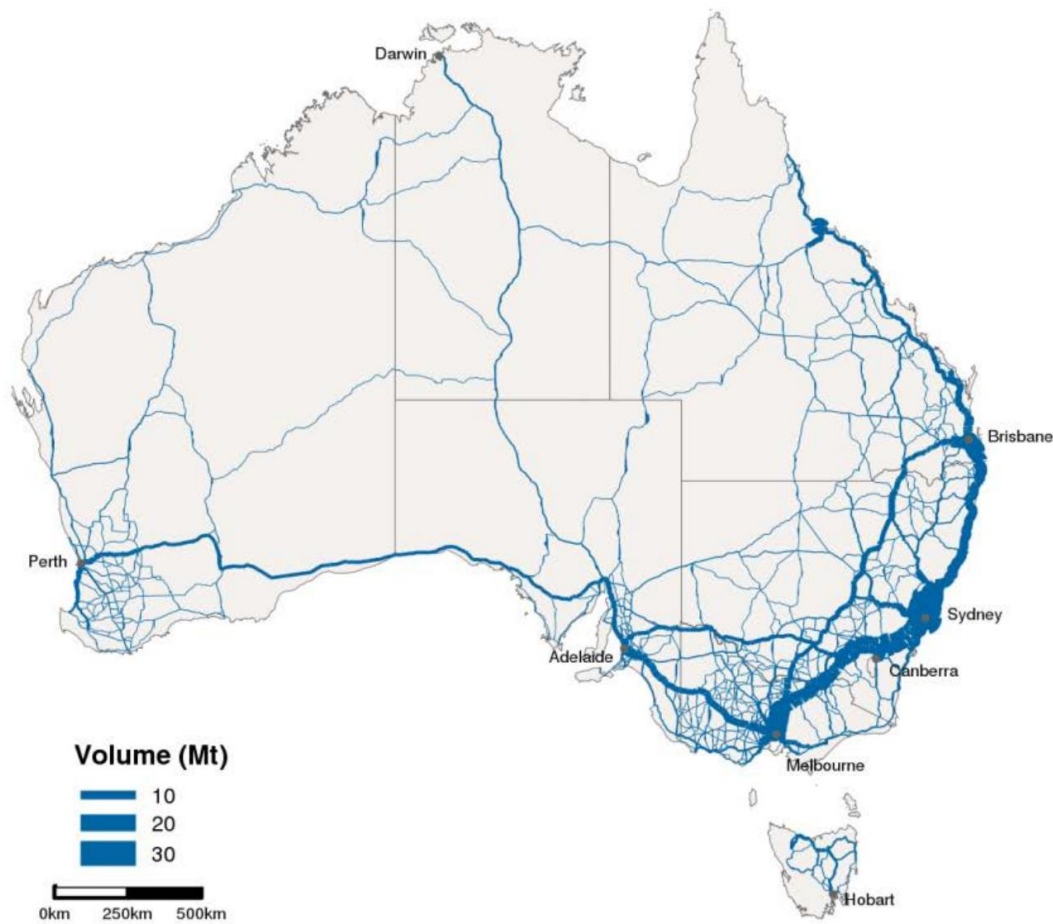 Darwin
Brisbane
Perth
Sydney
Adelaide
Canberra
Melbourne
Volume (Mt)
10
20
30
0km 250km 500km
Hobart